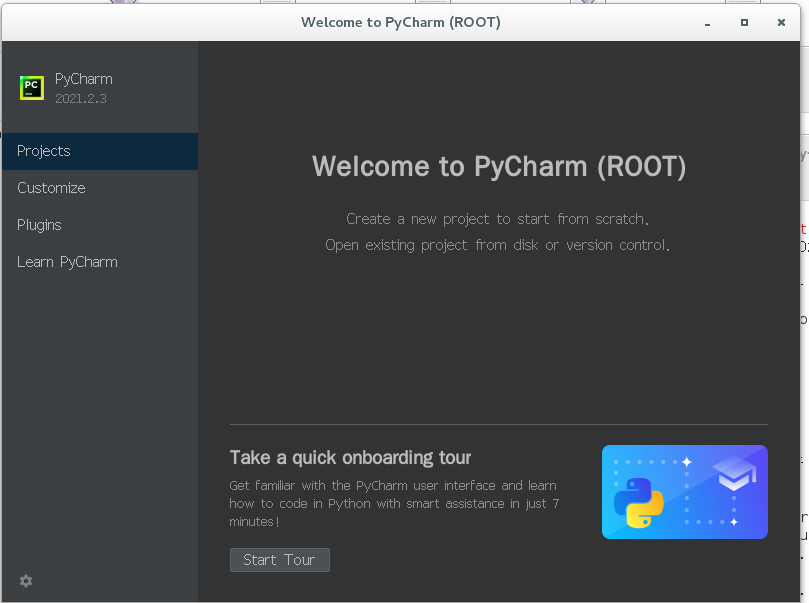 Welcome to PyCharm (ROOT)
PC
PyCharm
2021.2.3
Projects
Customize
Plugins
Learn PyCharm
Welcome to PyCharm (ROOT)
Create a new project to start from scratch.
Open existing project from disk or version control.
Take a quick onboarding tour
Get familiar with the PyCharm user interface and learn
how to code in Python with smart assistance in just 7
minutes!
Start Tour